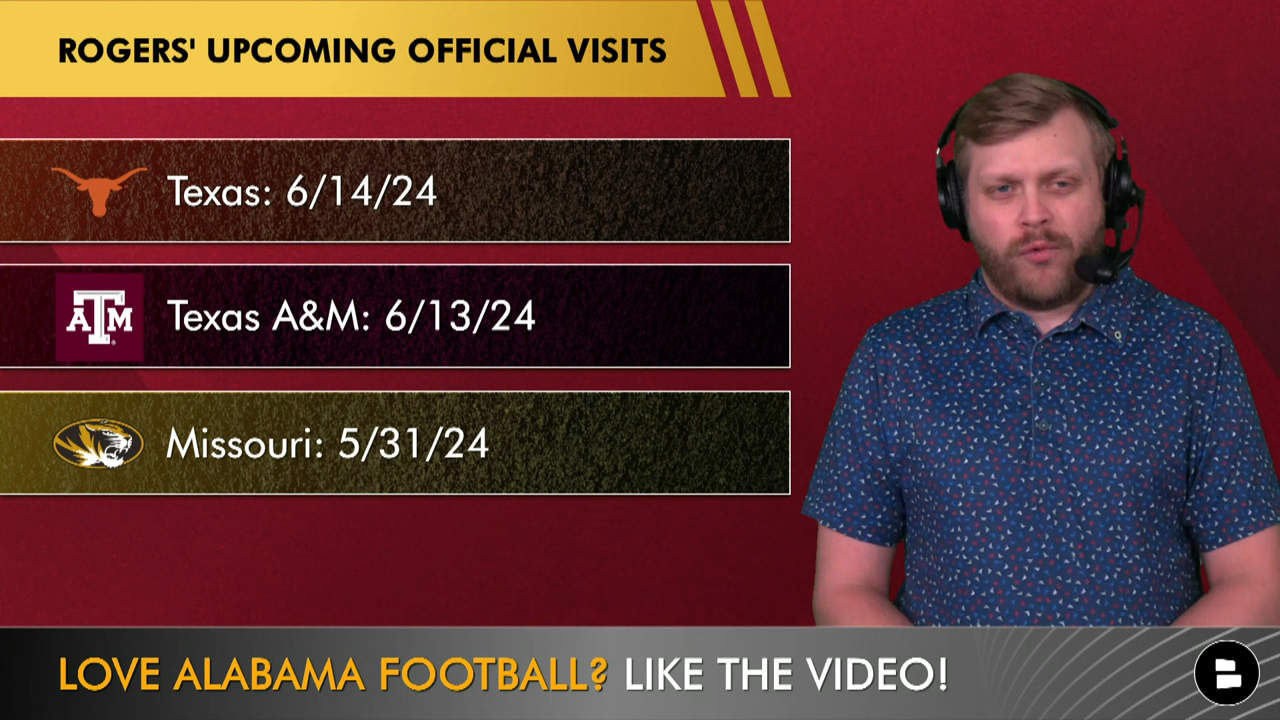 ROGERS' UPCOMING OFFICIAL VISITS
Texas: 6/14/24
ATM
Texas A&M: 6/13/24
Missouri: 5/31/24
LOVE ALABAMA FOOTBALL? LIKE THE VIDEO!